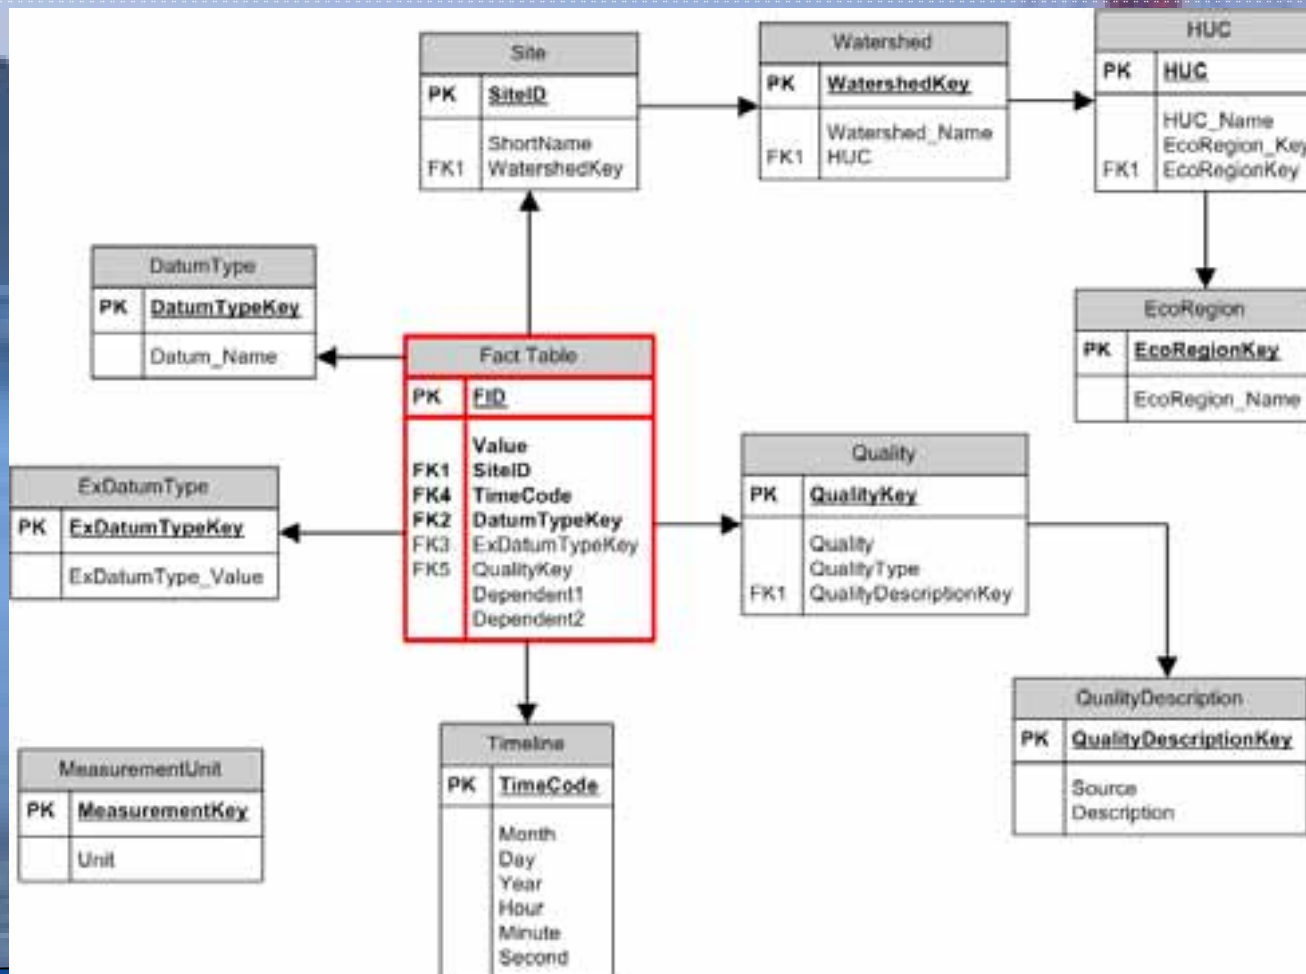 Site
PK SiteID
ShortName
FK1 WatershedKey
Watershed
PK WatershedKey
Watershed_Name
FK1 HUC
HUC
PK HUC
HUC_Name
EcoRegion_Key
FK1 EcoRegionKey
DatumType
PK DatumTypeKey
Datum_Name
Fact Table
PK FID
Value
FK1 SiteID
FK4 TimeCode
FK2 DatumTypeKey
FK3 ExDatumTypeKey
FK5 QualityKey
Dependent1
Dependent2
EcoRegion
PK EcoRegionKey
EcoRegion_Name
ExDatumType
PK ExDatumTypeKey
ExDatumType_Value
Quality
PK QualityKey
Quality
QualityType
FK1 QualityDescriptionKey
QualityDescription
PK QualityDescriptionKey
Source
Description
MeasurementUnit
PK MeasurementKey
Unit
Timeline
PK TimeCode
Month
Day
Year
Hour
Minute
Second